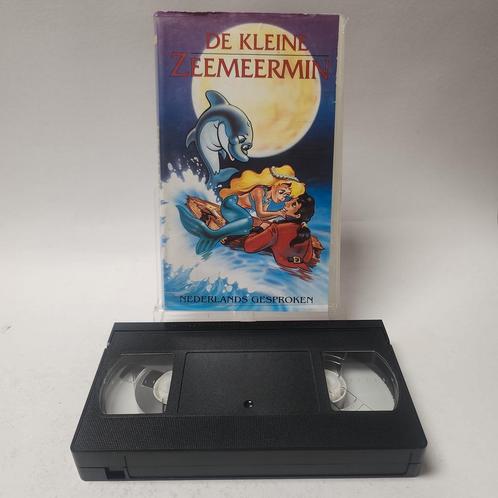 DE KLEINE
ZEEMEERMIN
NEDERLANDS GESPROKEN